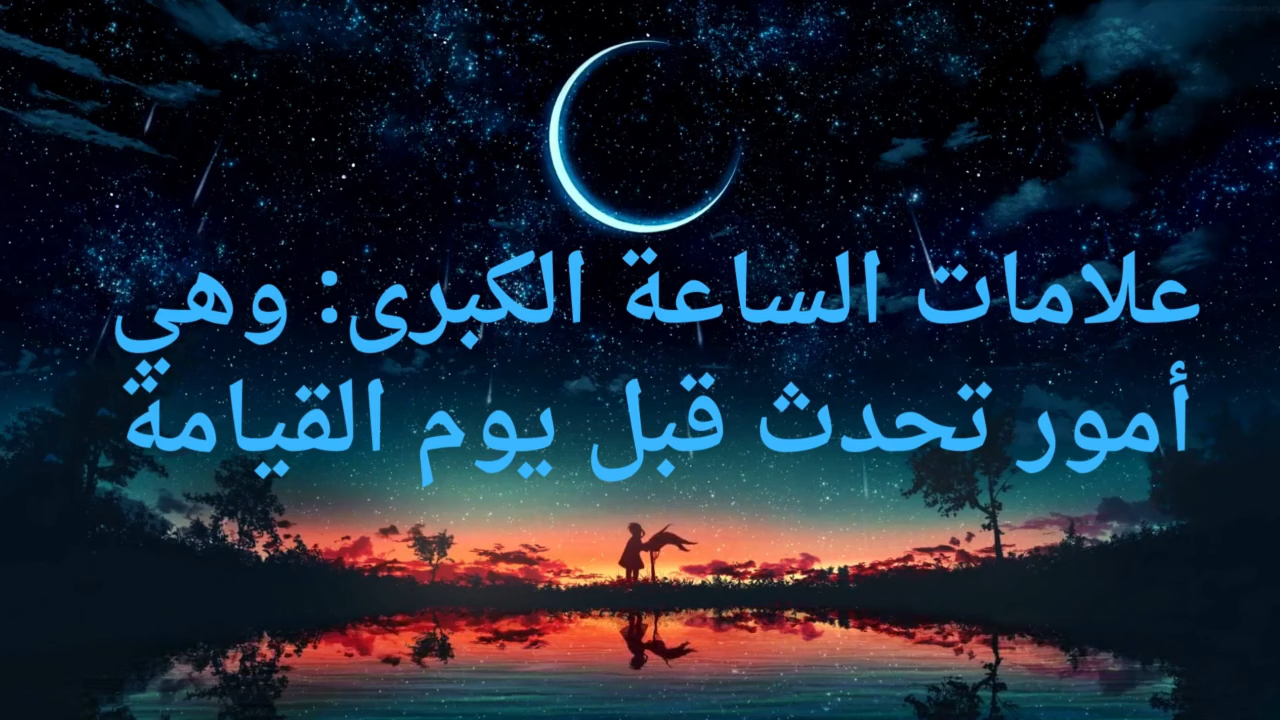 علامات الساعة الكبرى: وهي
أمور تحدث قبل يوم القيامة